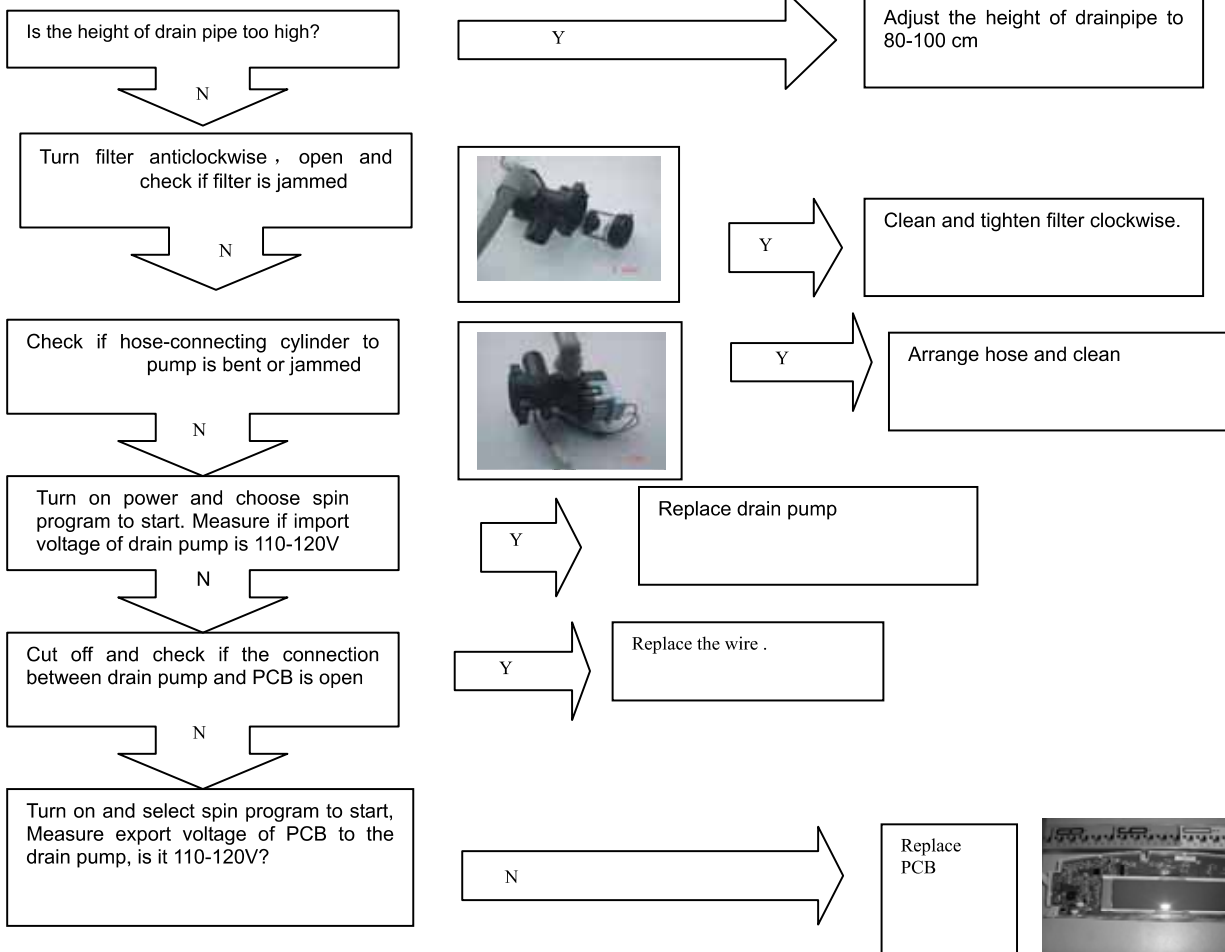 Is the height of drain pipe too high?
Y
Adjust the height of drainpipe to
80-100 cm
N
Turn filter anticlockwise，open and
check if filter is jammed
Y
Clean and tighten filter clockwise.
N
Check if hose-connecting cylinder to
pump is bent or jammed
Y
Arrange hose and clean
N
Turn on power and choose spin
program to start. Measure if import
voltage of drain pump is 110-120V
Y
Replace drain pump
N
Cut off and check if the connection
between drain pump and PCB is open
Y
Replace the wire .
N
Turn on and select spin program to start,
Measure export voltage of PCB to the
drain pump, is it 110-120V?
N
Replace
PCB